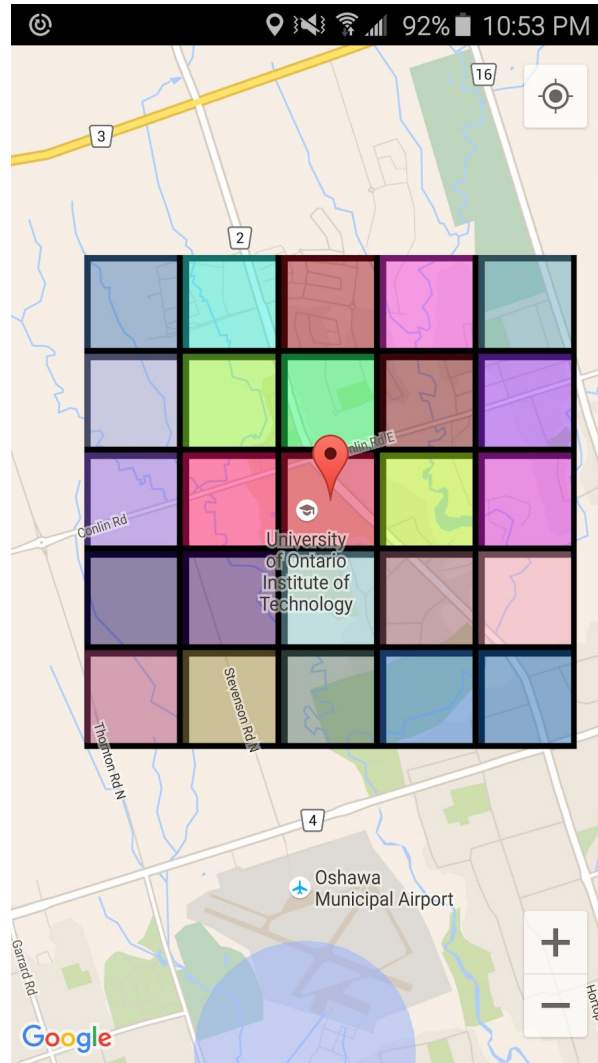 92% 10:53 PM
16
3
2
Conlin Rd E
Conlin Rd
University
of Ontario
Institute of
Technology
Stevenson Rd N
Thornton Rd N
4
Oshawa
Municipal Airport
Garrard Rd
Google